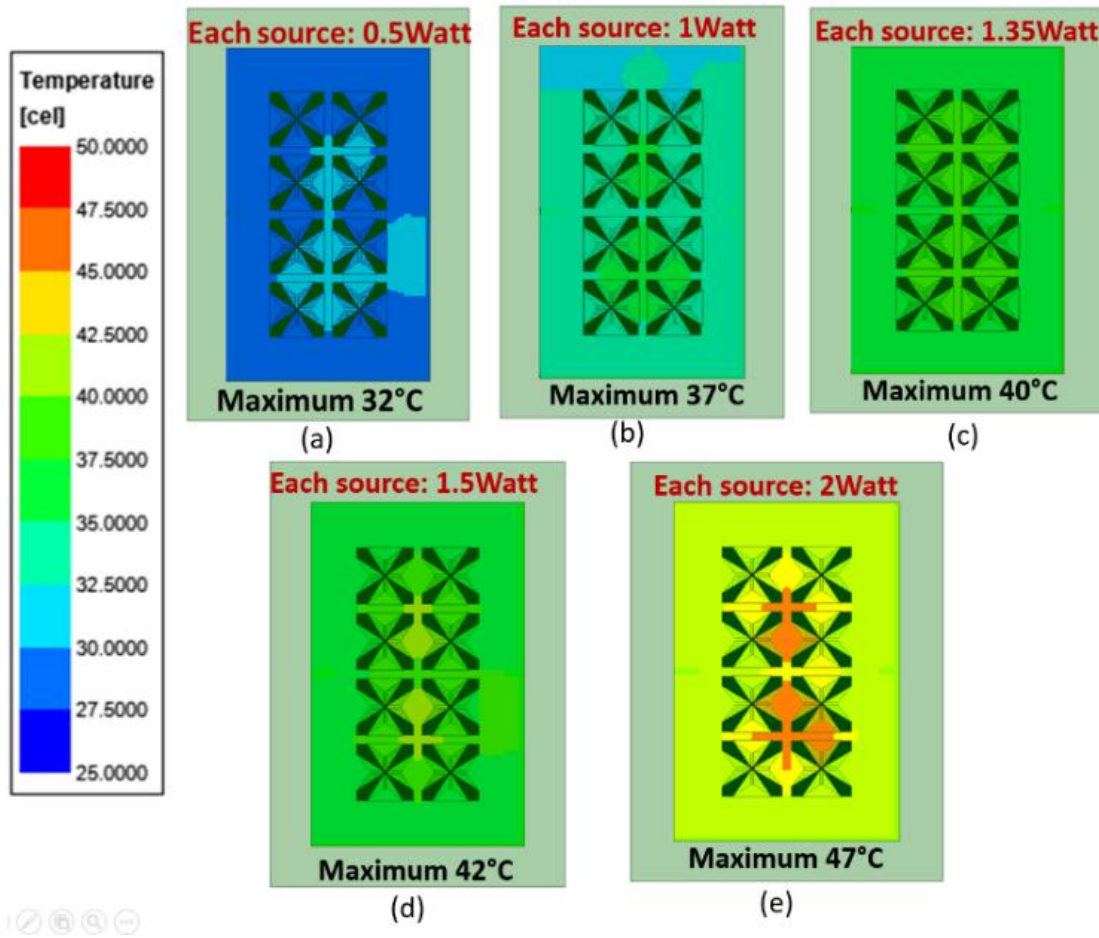 Temperature
[cel]
50.0000
47.5000
45.0000
42.5000
40.0000
37.5000
35.0000
32.5000
30.0000
27.5000
25.0000
Each source: 0.5Watt
Maximum 32°C
(a)
Each source: 1Watt
Maximum 37°C
(b)
Each source: 1.35Watt
Maximum 40°C
(c)
Each source: 1.5Watt
Maximum 42°C
(d)
Each source: 2Watt
Maximum 47°C
(e)